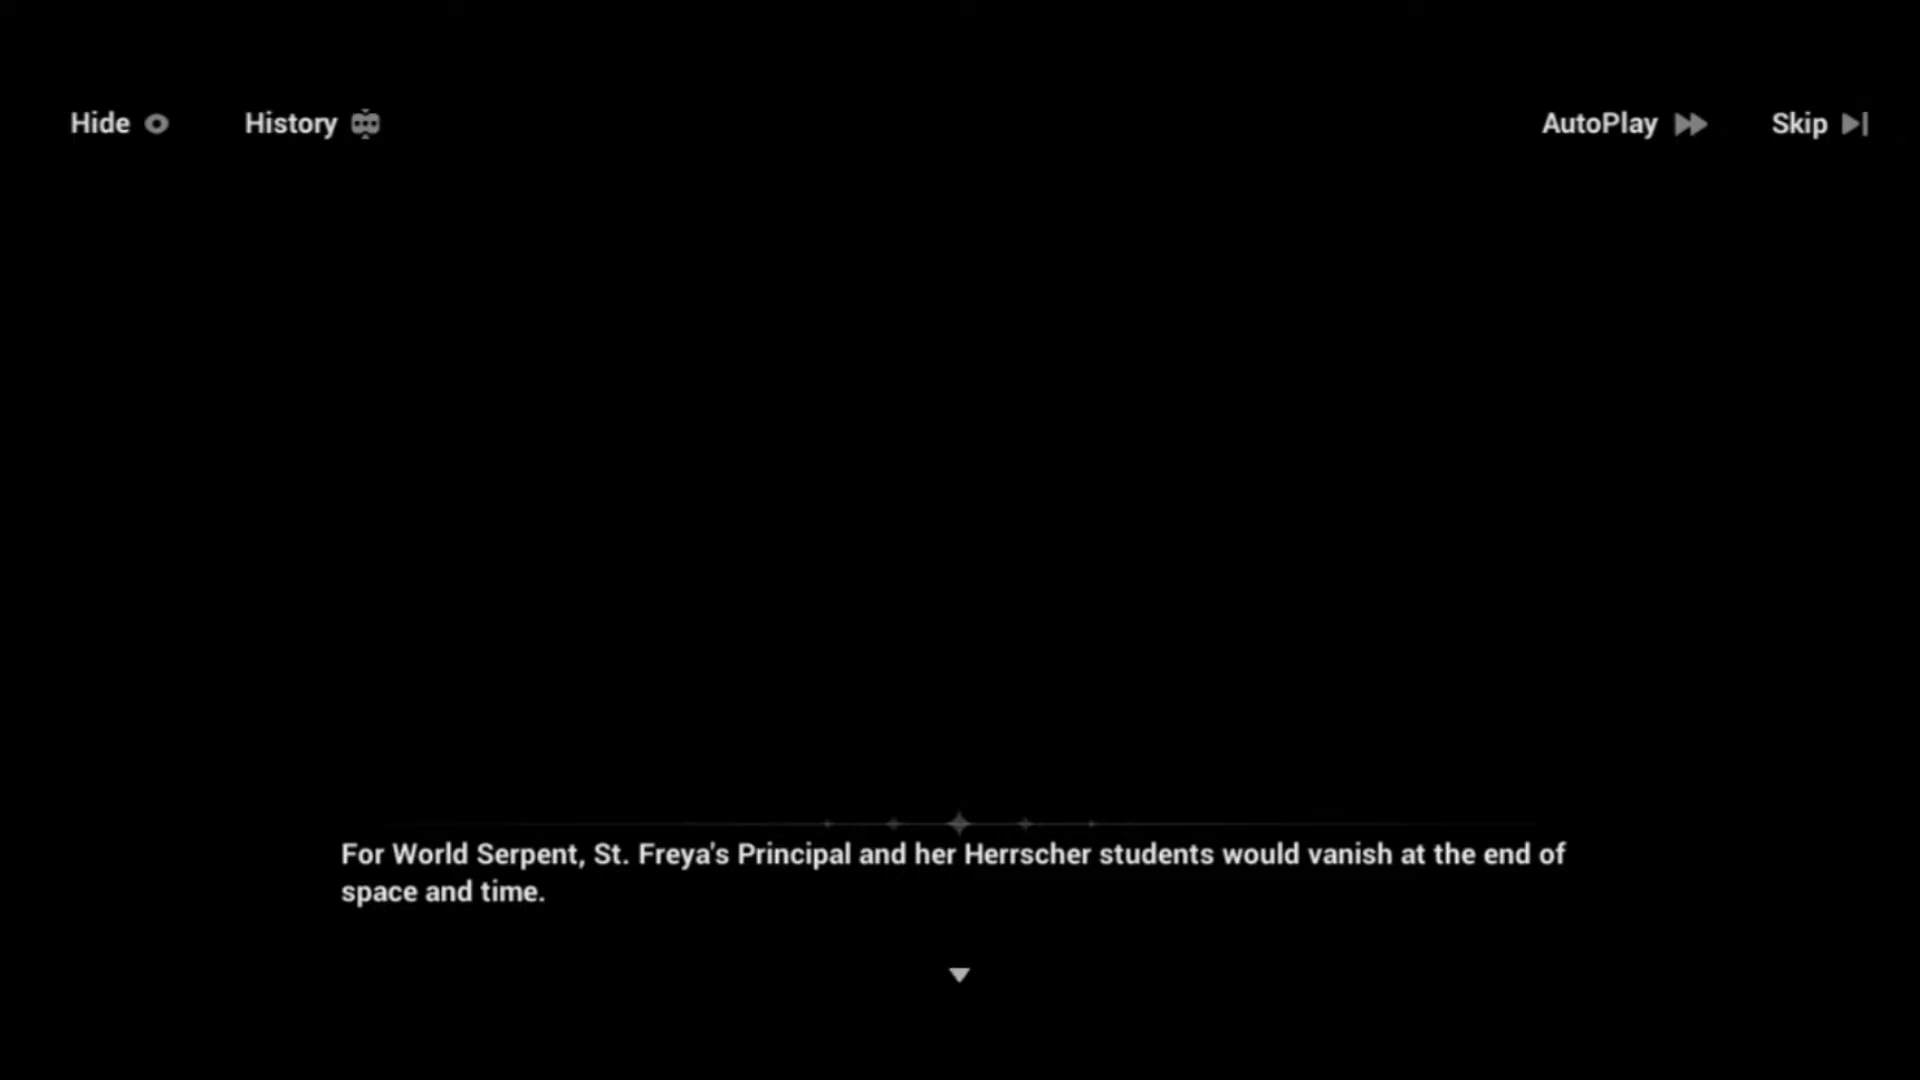 Hide
History
AutoPlay
Skip
For World Serpent, St. Freya's Principal and her Herrscher students would vanish at the end of
space and time.